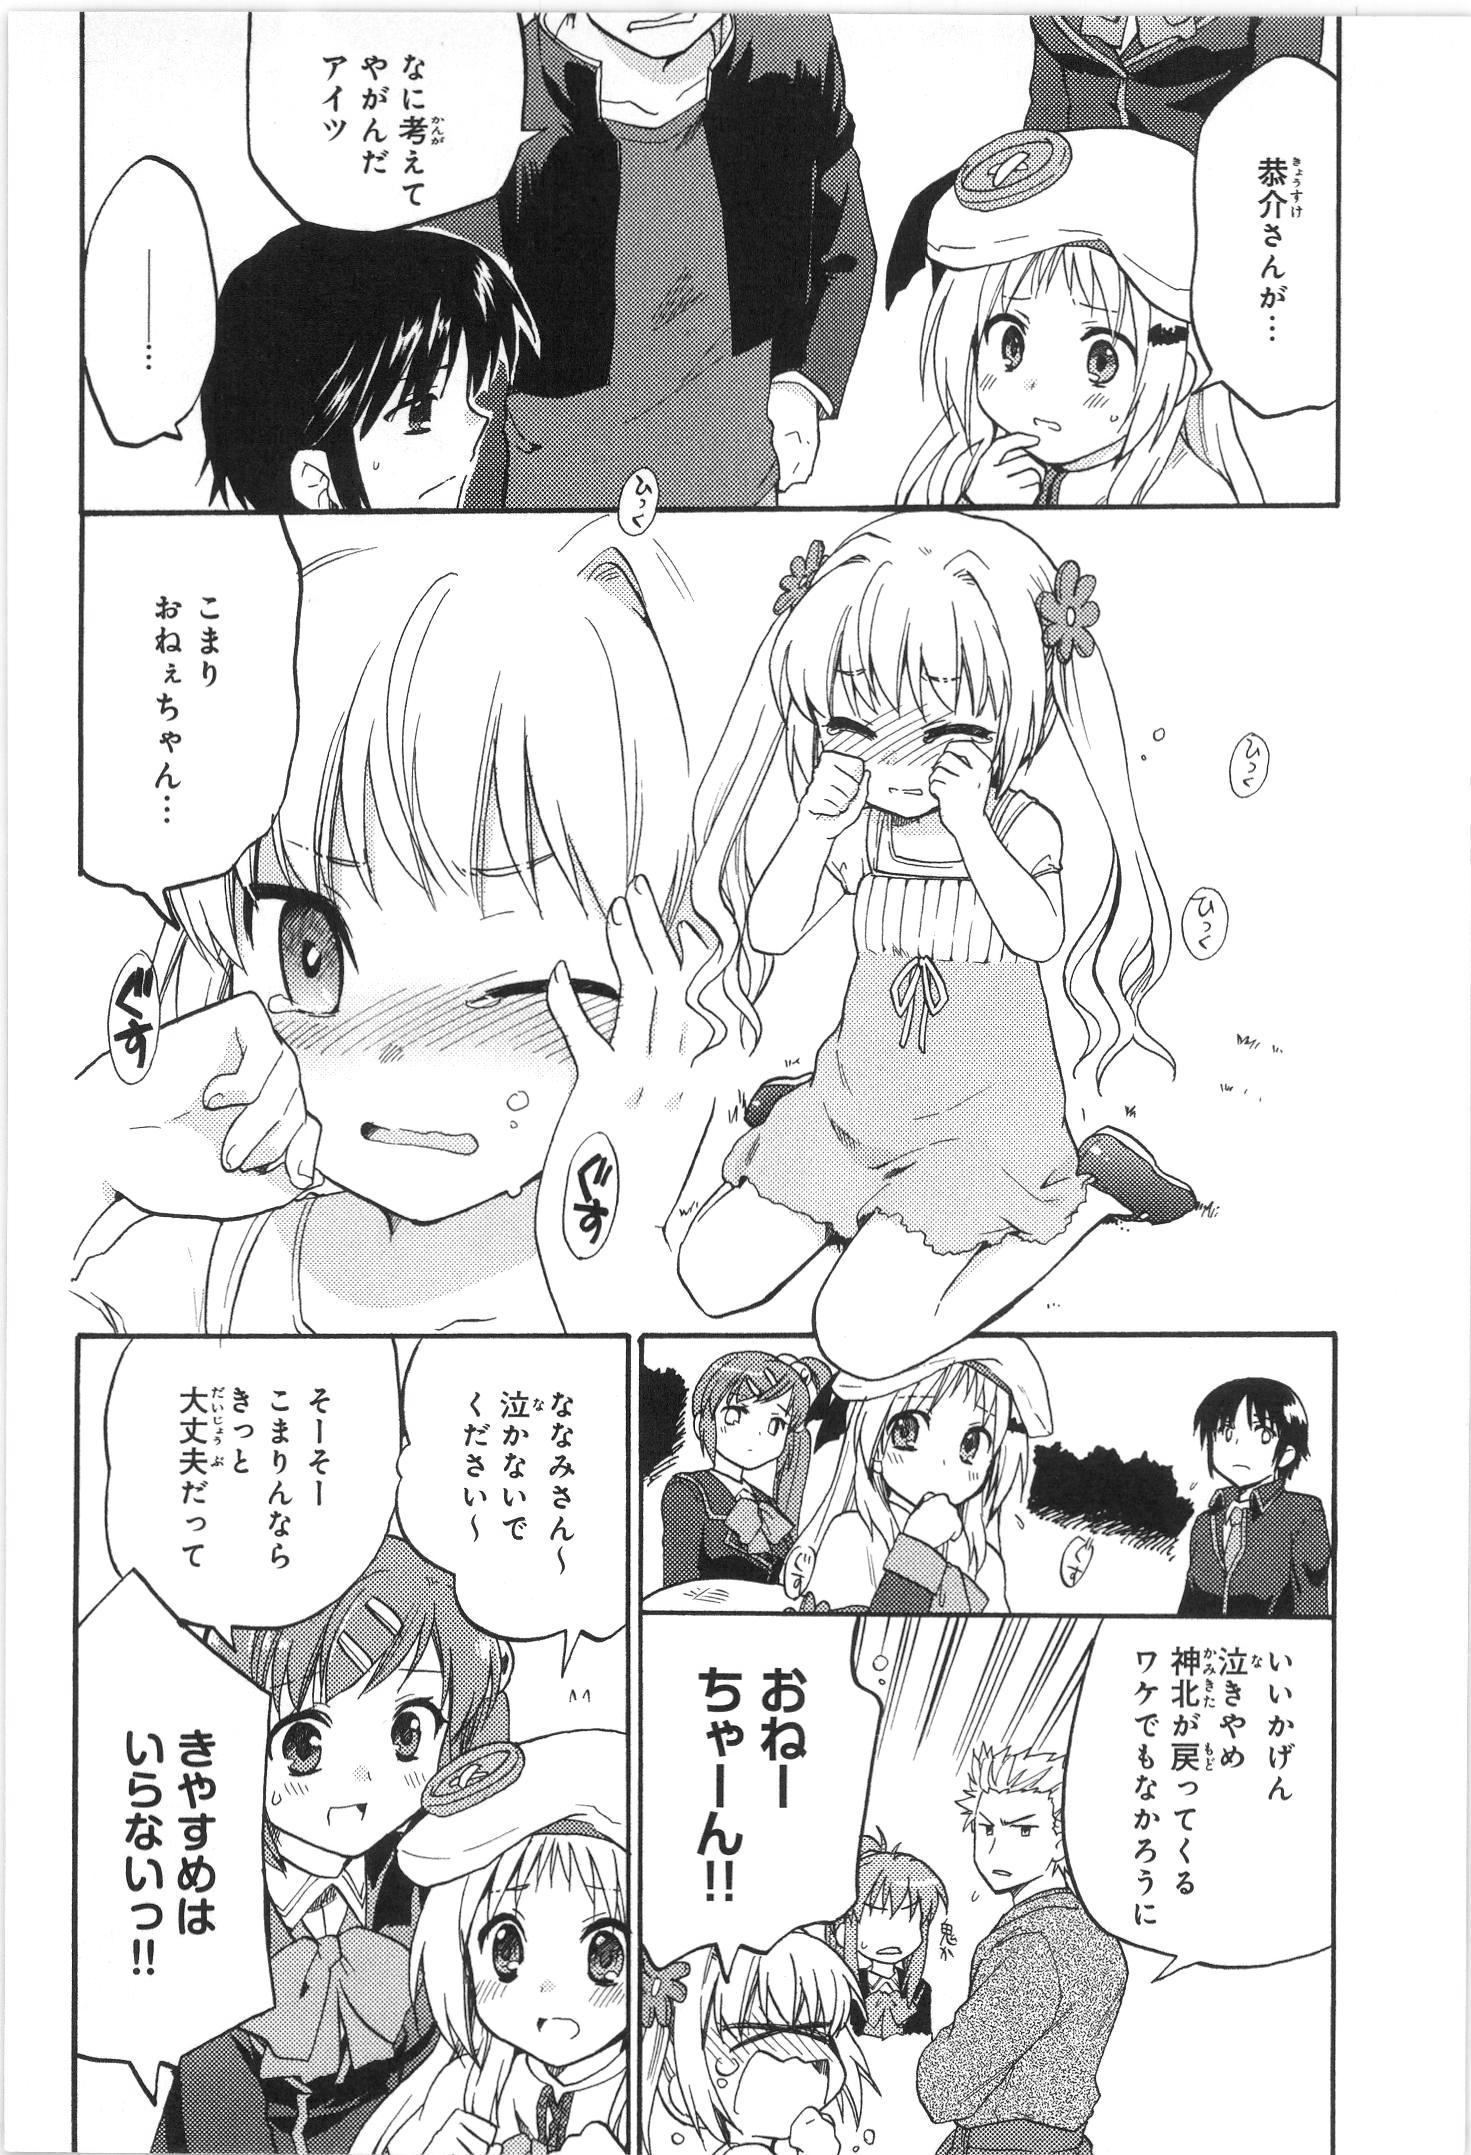 恭介さんが…
なに考えて
やがんだ
アイツ
───…
ひっく
ひっく
ひっく
こまり
おねぇちゃん…
ぐす
ぐす
ぐす
ぐす
いいかげん
泣きやめ
神北が戻ってくる
ワケでもなかろうに
鬼か
おねー
ちゃーん!!
ななみさん～
泣かないで
ください～
そーそー
こまりんなら
きっと
大丈夫だって
きやすめは
いらないっ!!